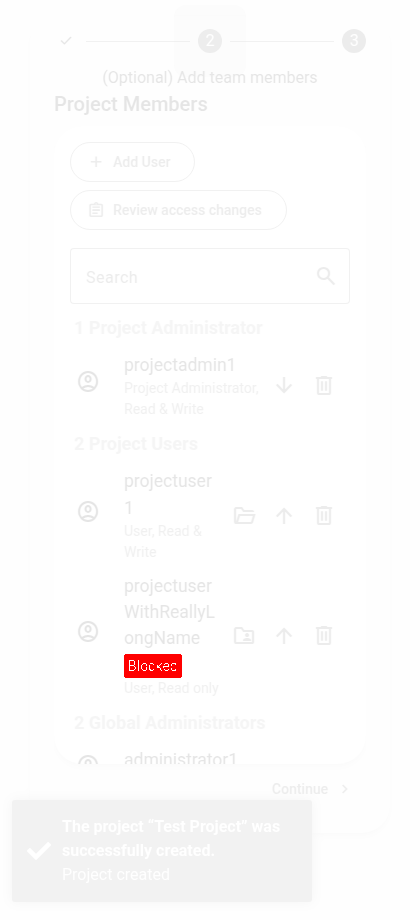 2
3
(Optional) Add team members
Project Members
Add User
Review access changes
Search
1 Project Administrator
projectadmin1
Project Administrator,
Read & Write
2 Project Users
projectuser
1
User, Read &
Write
projectuser
WithReallyL
ongName
Blocked
User, Read only
2 Global Administrators
administrator1
Continue
The project "Test Project" was
successfully created.
Project created